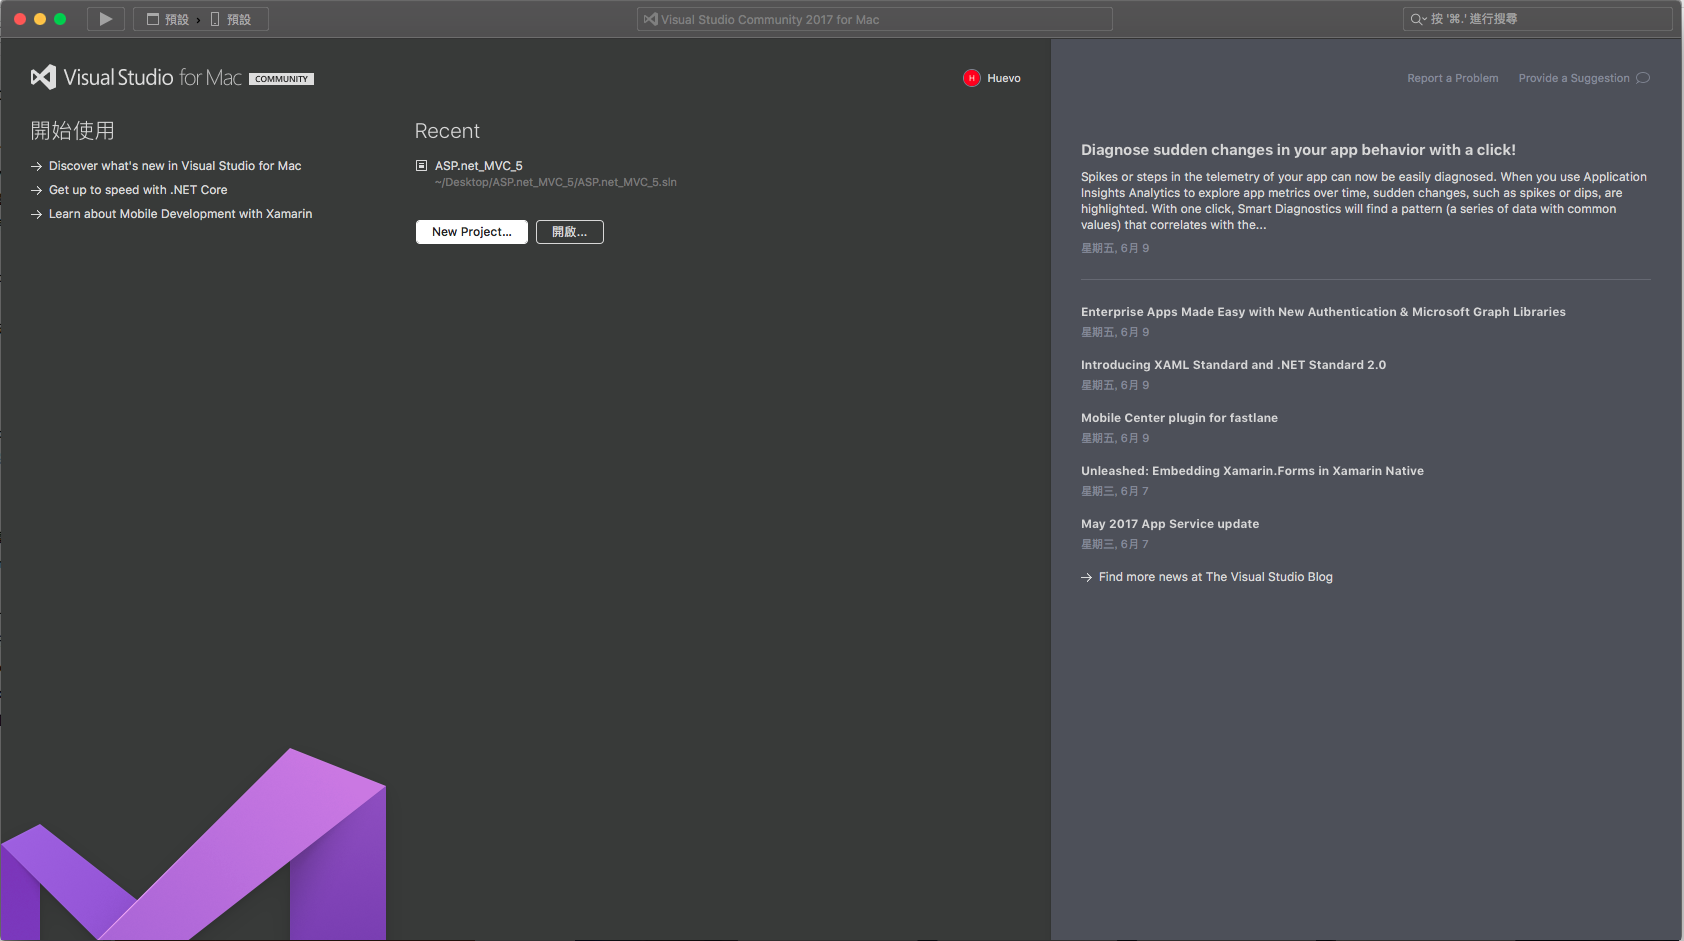 預設 › 預設
Visual Studio Community 2017 for Mac
按 '⌘.' 進行搜尋
Visual Studio for Mac COMMUNITY
H Huevo
Report a Problem Provide a Suggestion
開始使用
→ Discover what's new in Visual Studio for Mac
→ Get up to speed with .NET Core
→ Learn about Mobile Development with Xamarin
Recent
ASP.net_MVC_5
~/Desktop/ASP.net_MVC_5/ASP.net_MVC_5.sln
New Project...
開啟...
Diagnose sudden changes in your app behavior with a click!
Spikes or steps in the telemetry of your app can now be easily diagnosed. When you use Application
Insights Analytics to explore app metrics over time, sudden changes, such as spikes or dips, are
highlighted. With one click, Smart Diagnostics will find a pattern (a series of data with common
values) that correlates with the...
星期五, 6月 9
Enterprise Apps Made Easy with New Authentication & Microsoft Graph Libraries
星期五, 6月 9
Introducing XAML Standard and .NET Standard 2.0
星期五, 6月 9
Mobile Center plugin for fastlane
星期五, 6月 9
Unleashed: Embedding Xamarin.Forms in Xamarin Native
星期三, 6月 7
May 2017 App Service update
星期三, 6月 7
→ Find more news at The Visual Studio Blog